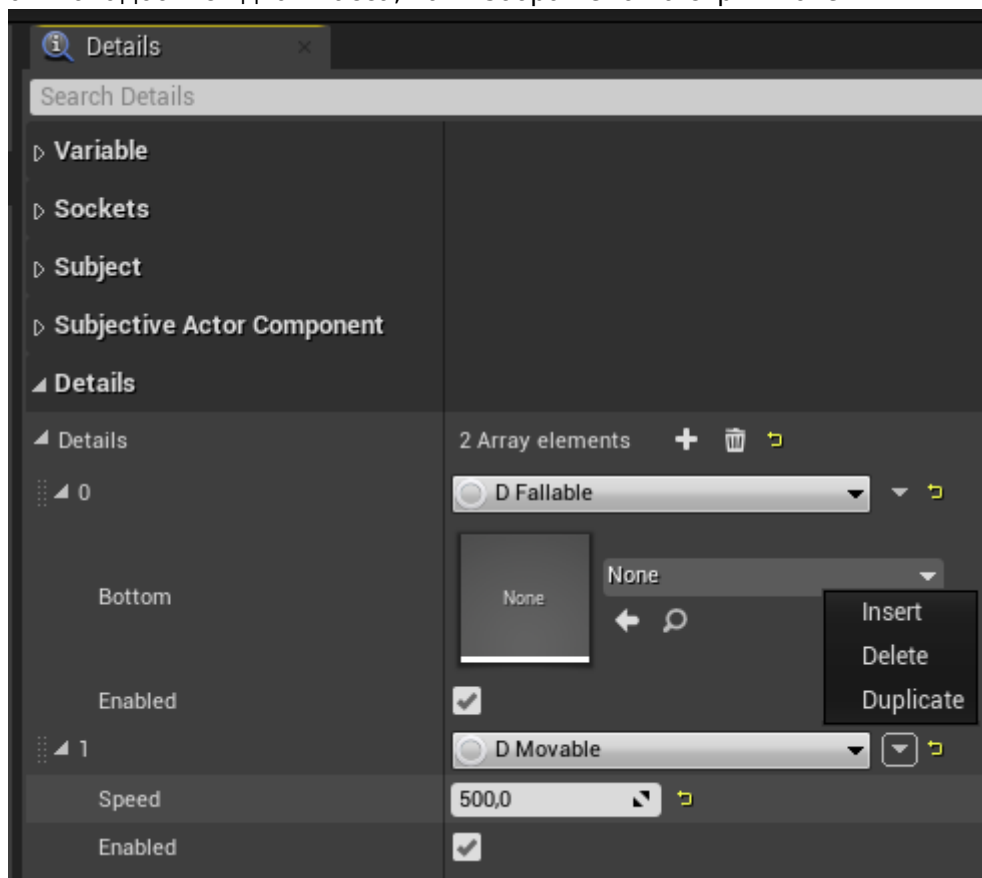 Details
Search Details
Variable
Sockets
Subject
Subjective Actor Component
Details
Details 2 Array elements
0 D Fallable
Bottom None None
Insert
Delete
Enabled Duplicate
1 D Movable
Speed 500,0
Enabled